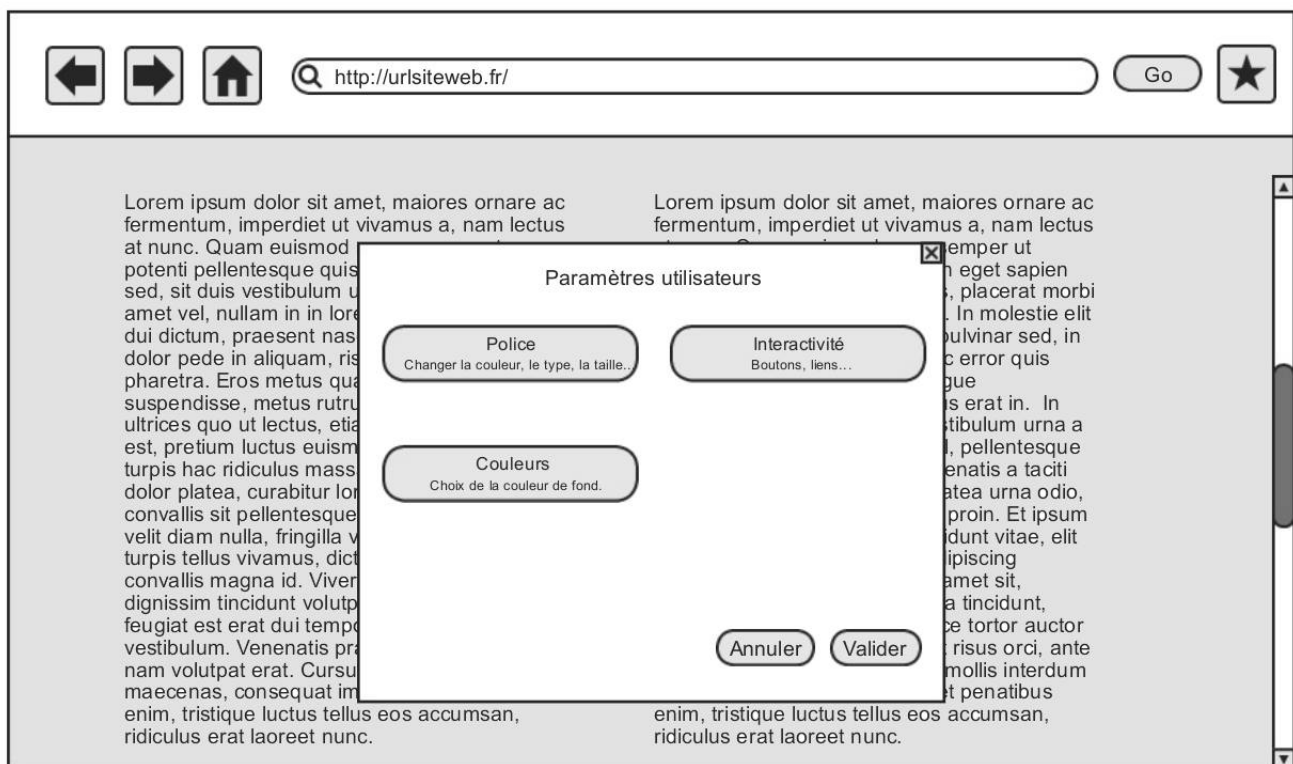 http://urlsiteweb.fr/
Go
Lorem ipsum dolor sit amet, maiores ornare ac
fermentum, imperdiet ut vivamus a, nam lectus
at nunc. Quam euismod
potenti pellentesque quis
sed, sit duis vestibulum u
amet vel, nullam in in lore
dui dictum, praesent nas
dolor pede in aliquam, ris
pharetra. Eros metus qua
suspendisse, metus rutru
ultrices quo ut lectus, etia
est, pretium luctus euism
turpis hac ridiculus mass
dolor platea, curabitur lor
convallis sit pellentesque
velit diam nulla, fringilla v
turpis tellus vivamus, dict
convallis magna id. Viver
dignissim tincidunt volutp
feugiat est erat dui tempo
vestibulum. Venenatis pra
nam volutpat erat. Cursu
maecenas, consequat im
enim, tristique luctus tellus eos accumsan,
ridiculus erat laoreet nunc.
Lorem ipsum dolor sit amet, maiores ornare ac
fermentum, imperdiet ut vivamus a, nam lectus
emper ut
eget sapien
, placerat morbi
. In molestie elit
pulvinar sed, in
c error quis
gue
s erat in. In
tibulum urna a
, pellentesque
enatis a taciti
atea urna odio,
proin. Et ipsum
idunt vitae, elit
ipiscing
amet sit,
a tincidunt,
ce tortor auctor
risus orci, ante
mollis interdum
et penatibus
enim, tristique luctus tellus eos accumsan,
ridiculus erat laoreet nunc.
Paramètres utilisateurs
Police
Changer la couleur, le type, la taille...
Interactivité
Boutons, liens...
Couleurs
Choix de la couleur de fond.
Annuler
Valider